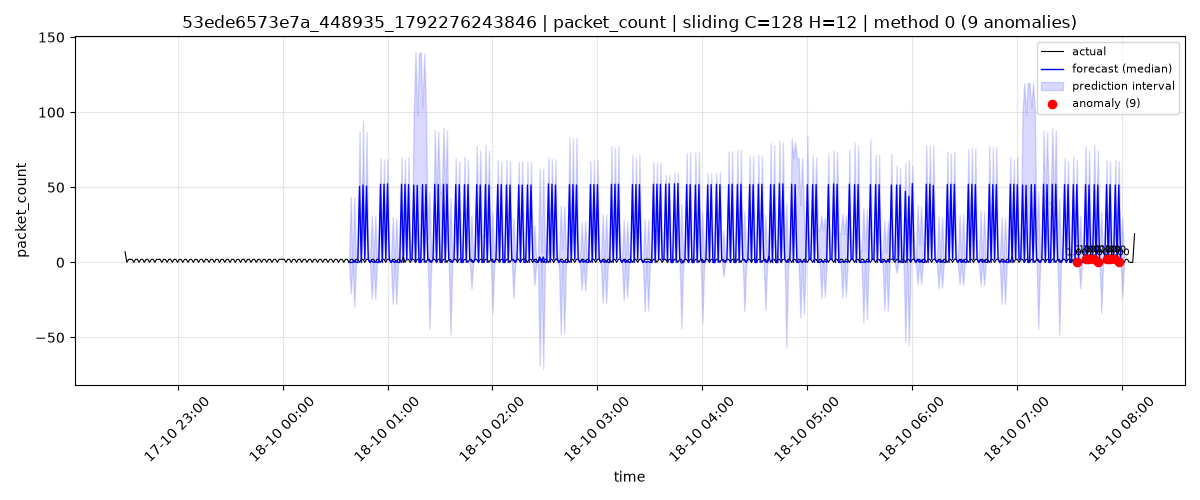 53ede6573e7a_448935_1792276243846 | packet_count | sliding C=128 H=12 | method 0 (9 anomalies)
packet_count
150
100
50
0
−50
actual
forecast (median)
prediction interval
anomaly (9)
17-10 23:00
18-10 00:00
18-10 01:00
18-10 02:00
18-10 03:00
18-10 04:00
18-10 05:00
18-10 06:00
18-10 07:00
18-10 08:00
time